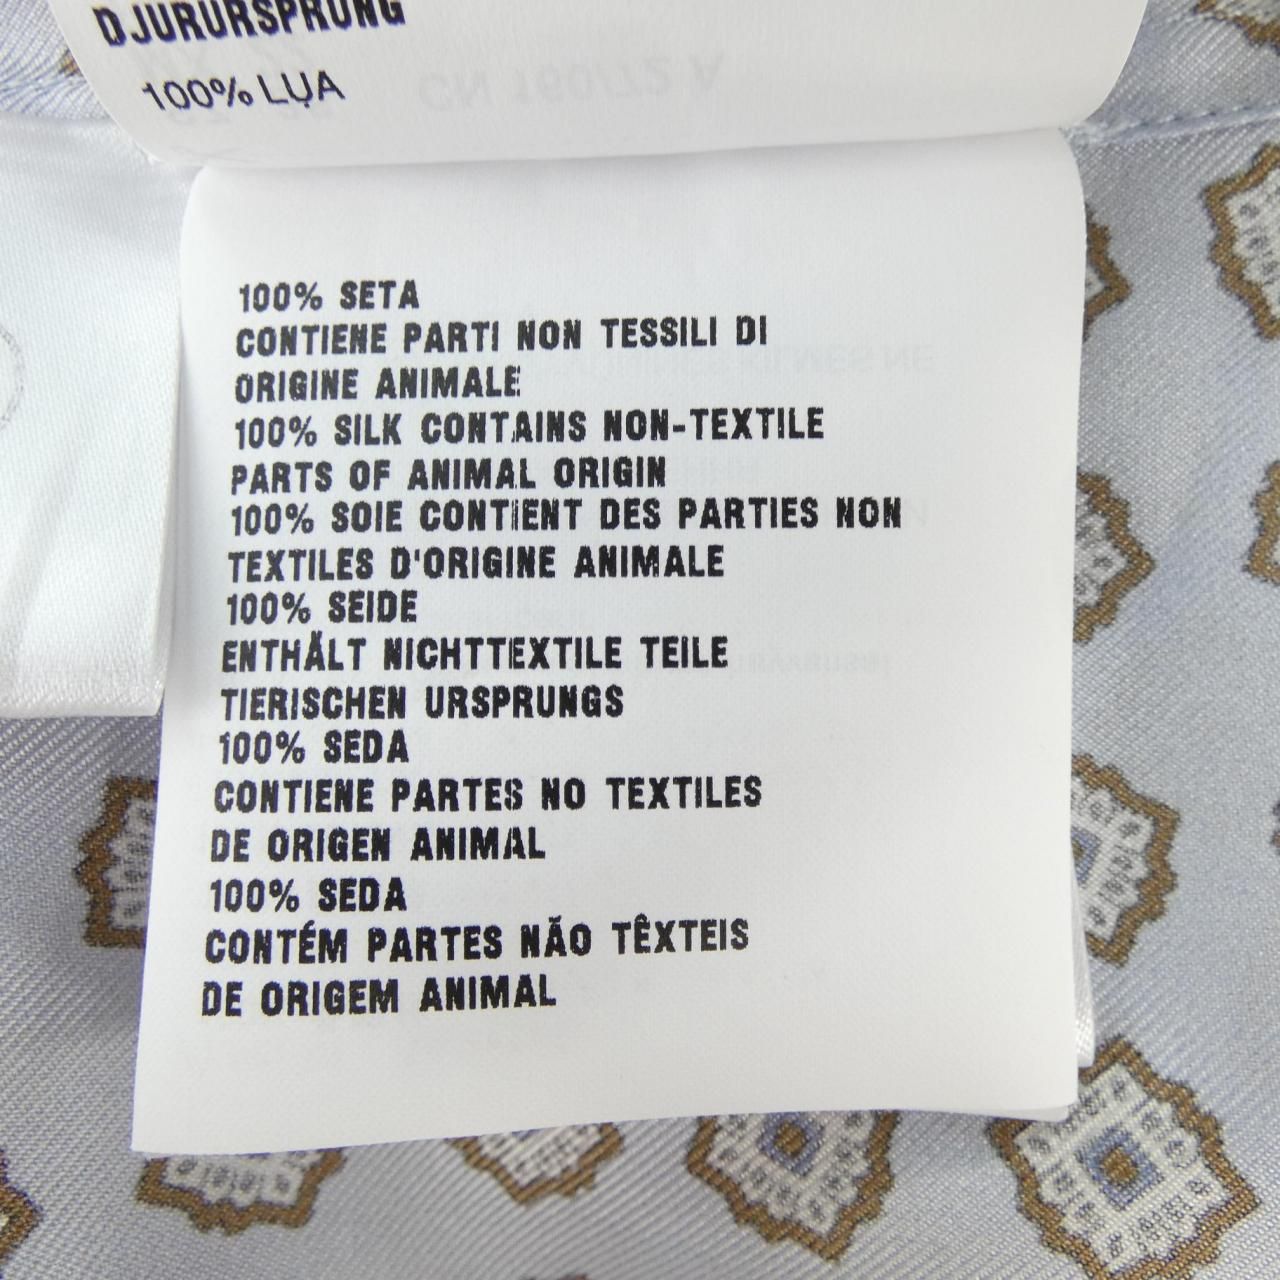 DJURURSPRUNG
100% LỤA
100% SETA
CONTIENE PARTI NON TESSILI DI
ORIGINE ANIMALE
100% SILK CONTAINS NON-TEXTILE
PARTS OF ANIMAL ORIGIN
100% SOIE CONTIENT DES PARTIES NON
TEXTILES D'ORIGINE ANIMALE
100% SEIDE
ENTHÄLT NICHTTEXTILE TEILE
TIERISCHEN URSPRUNGS
100% SEDA
CONTIENE PARTES NO TEXTILES
DE ORIGEN ANIMAL
100% SEDA
CONTÉM PARTES NÃO TÊXTEIS
DE ORIGEM ANIMAL